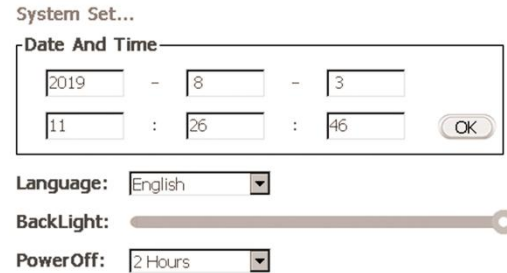 System Set...
Date And Time
2019 - 8 - 3
11 : 26 : 46 OK
Language: English
BackLight:
PowerOff: 2 Hours